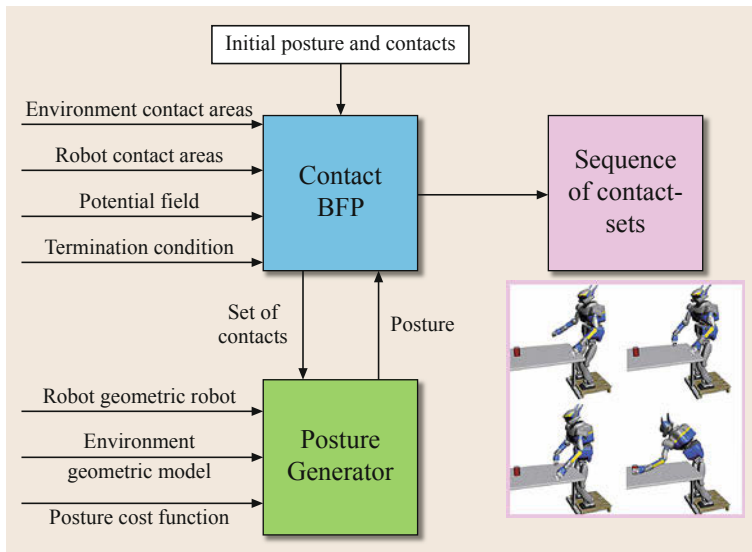 Initial posture and contacts
Environment contact areas
Robot contact areas
Potential field
Termination condition
Contact
BFP
Sequence
of contact-
sets
Set of
contacts
Posture
Robot geometric robot
Environment
geometric model
Posture cost function
Posture
Generator